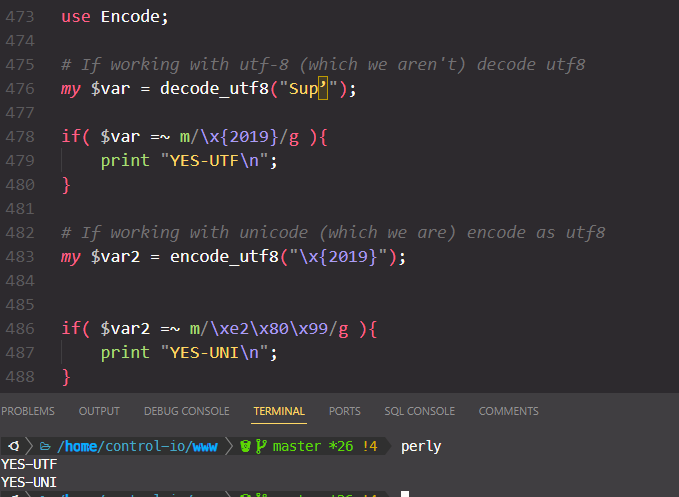 473 use Encode;
474
475 # If working with utf-8 (which we aren't) decode utf8
476 my $var = decode_utf8("Sup’");
477
478 if( $var =~ m/\x{2019}/g ){
479     print "YES-UTF\n";
480 }
481
482 # If working with unicode (which we are) encode as utf8
483 my $var2 = encode_utf8("\x{2019}");
484
485
486 if( $var2 =~ m/\xe2\x80\x99/g ){
487     print "YES-UNI\n";
488 }
PROBLEMS OUTPUT DEBUG CONSOLE TERMINAL PORTS SQL CONSOLE COMMENTS
/home/control-io/www master *26 !4 perly
YES-UTF
YES-UNI